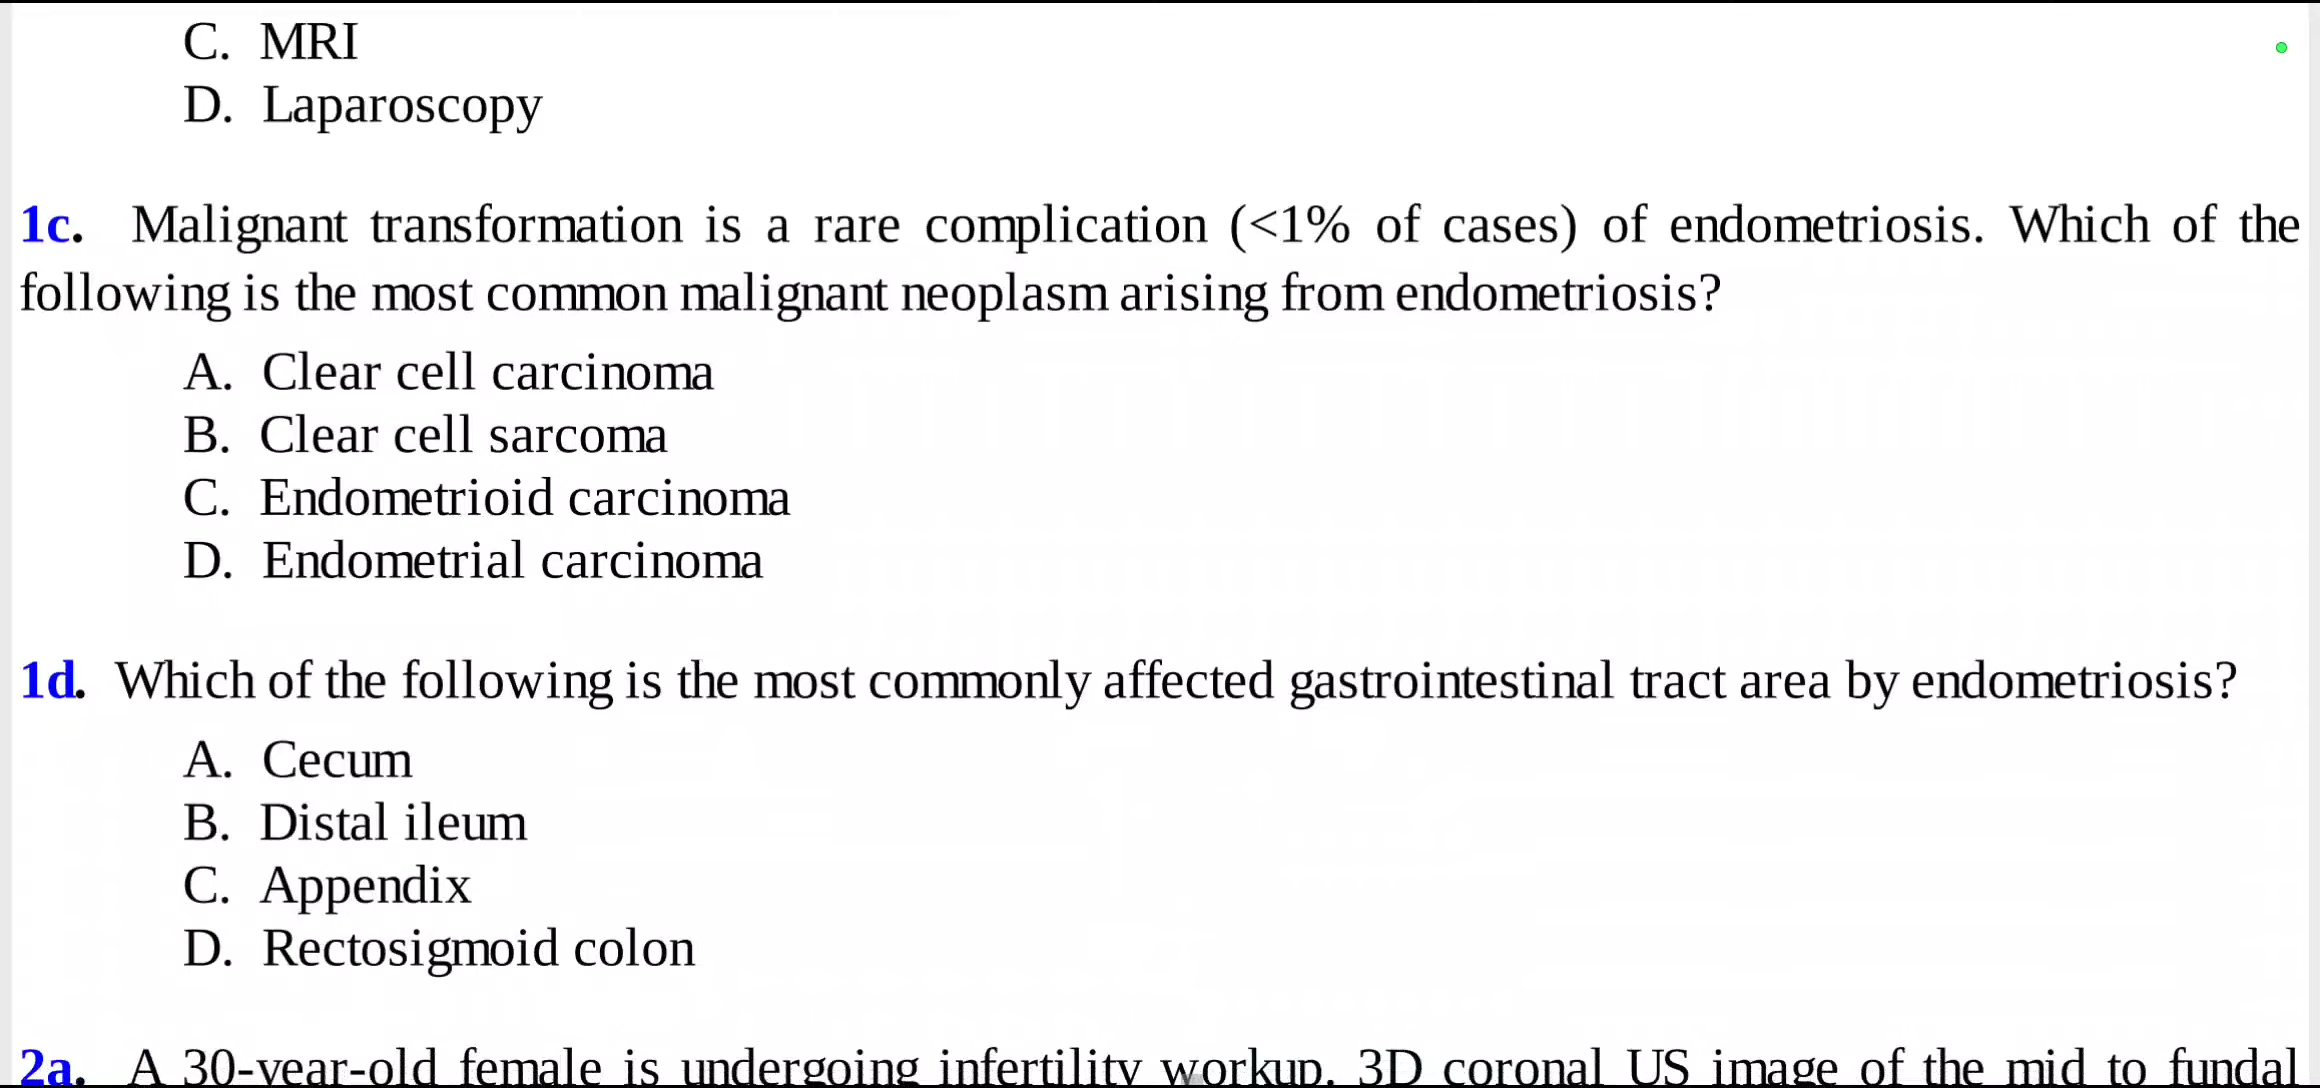 C. MRI
D. Laparoscopy
1c. Malignant transformation is a rare complication (<1% of cases) of endometriosis. Which of the
following is the most common malignant neoplasm arising from endometriosis?
A. Clear cell carcinoma
B. Clear cell sarcoma
C. Endometrioid carcinoma
D. Endometrial carcinoma
1d. Which of the following is the most commonly affected gastrointestinal tract area by endometriosis?
A. Cecum
B. Distal ileum
C. Appendix
D. Rectosigmoid colon
2a. A 30-year-old female is undergoing infertility workup. 3D coronal US image of the mid to fundal